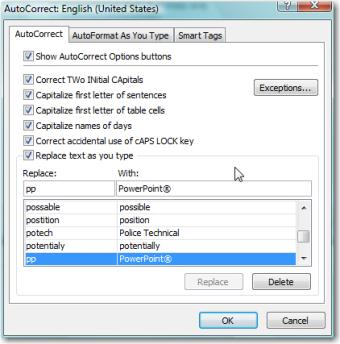 AutoCorrect: English (United States)
AutoCorrect AutoFormat As You Type Smart Tags
Show AutoCorrect Options buttons
Correct TWo INitial CApitals
Exceptions...
Capitalize first letter of sentences
Capitalize first letter of table cells
Capitalize names of days
Correct accidental use of cAPS LOCK key
Replace text as you type
Replace: With:
pp PowerPoint®
possable possible
postition position
potech Police Technical
potentialy potentially
pp PowerPoint®
Replace Delete
OK Cancel